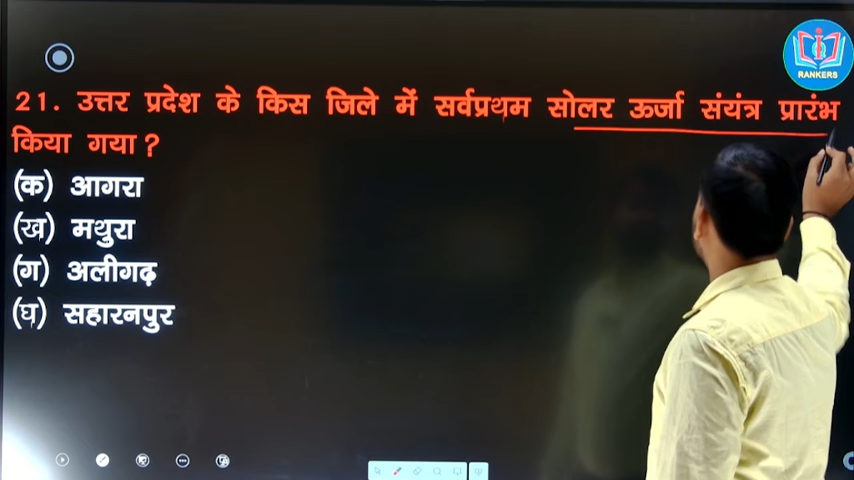 RANKERS
21. उत्तर प्रदेश के किस जिले में सर्वप्रथम सोलर ऊर्जा संयंत्र प्रारंभ
किया गया ?
(क) आगरा
(ख) मथुरा
(ग) अलीगढ़
(घ) सहारनपुर